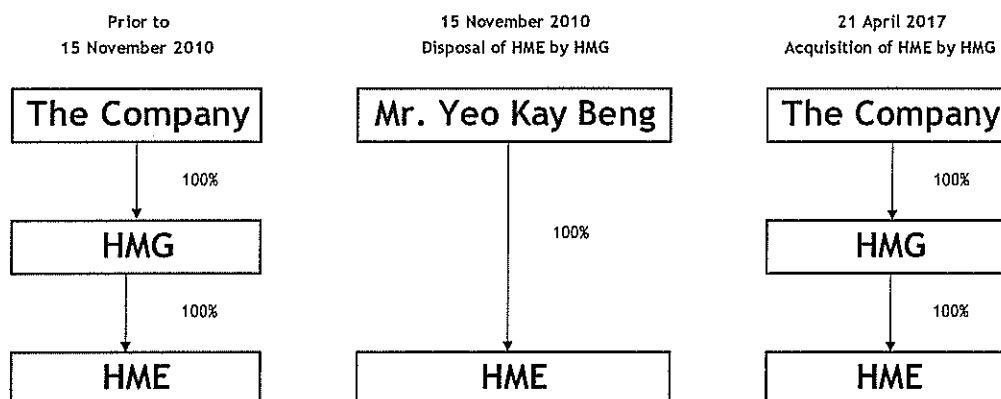 Prior to
15 November 2010
The Company
100%
HMG
100%
HME
15 November 2010
Disposal of HME by HMG
Mr. Yeo Kay Beng
100%
HME
21 April 2017
Acquisition of HME by HMG
The Company
100%
HMG
100%
HME